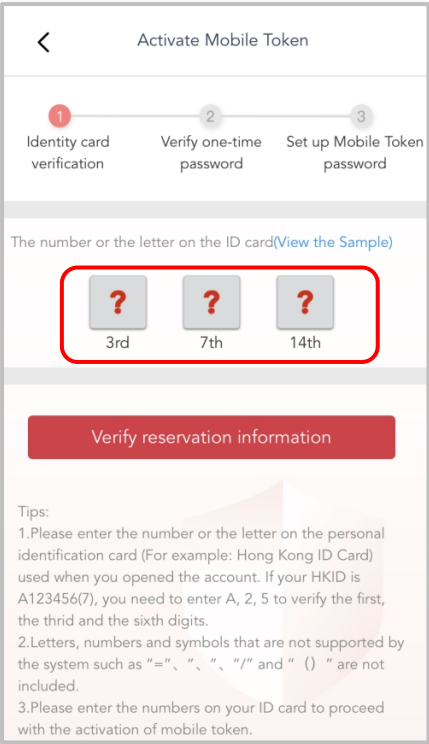 Activate Mobile Token
1 2 3
Identity card Verify one-time Set up Mobile Token
verification password password
The number or the letter on the ID card(View the Sample)
? ? ?
3rd 7th 14th
Verify reservation information
Tips:
1.Please enter the number or the letter on the personal
identification card (For example: Hong Kong ID Card)
used when you opened the account. If your HKID is
A123456(7), you need to enter A, 2, 5 to verify the first,
the thrid and the sixth digits.
2.Letters, numbers and symbols that are not supported by
the system such as "="、"、"、"/" and " () " are not
included.
3.Please enter the numbers on your ID card to proceed
with the activation of mobile token.